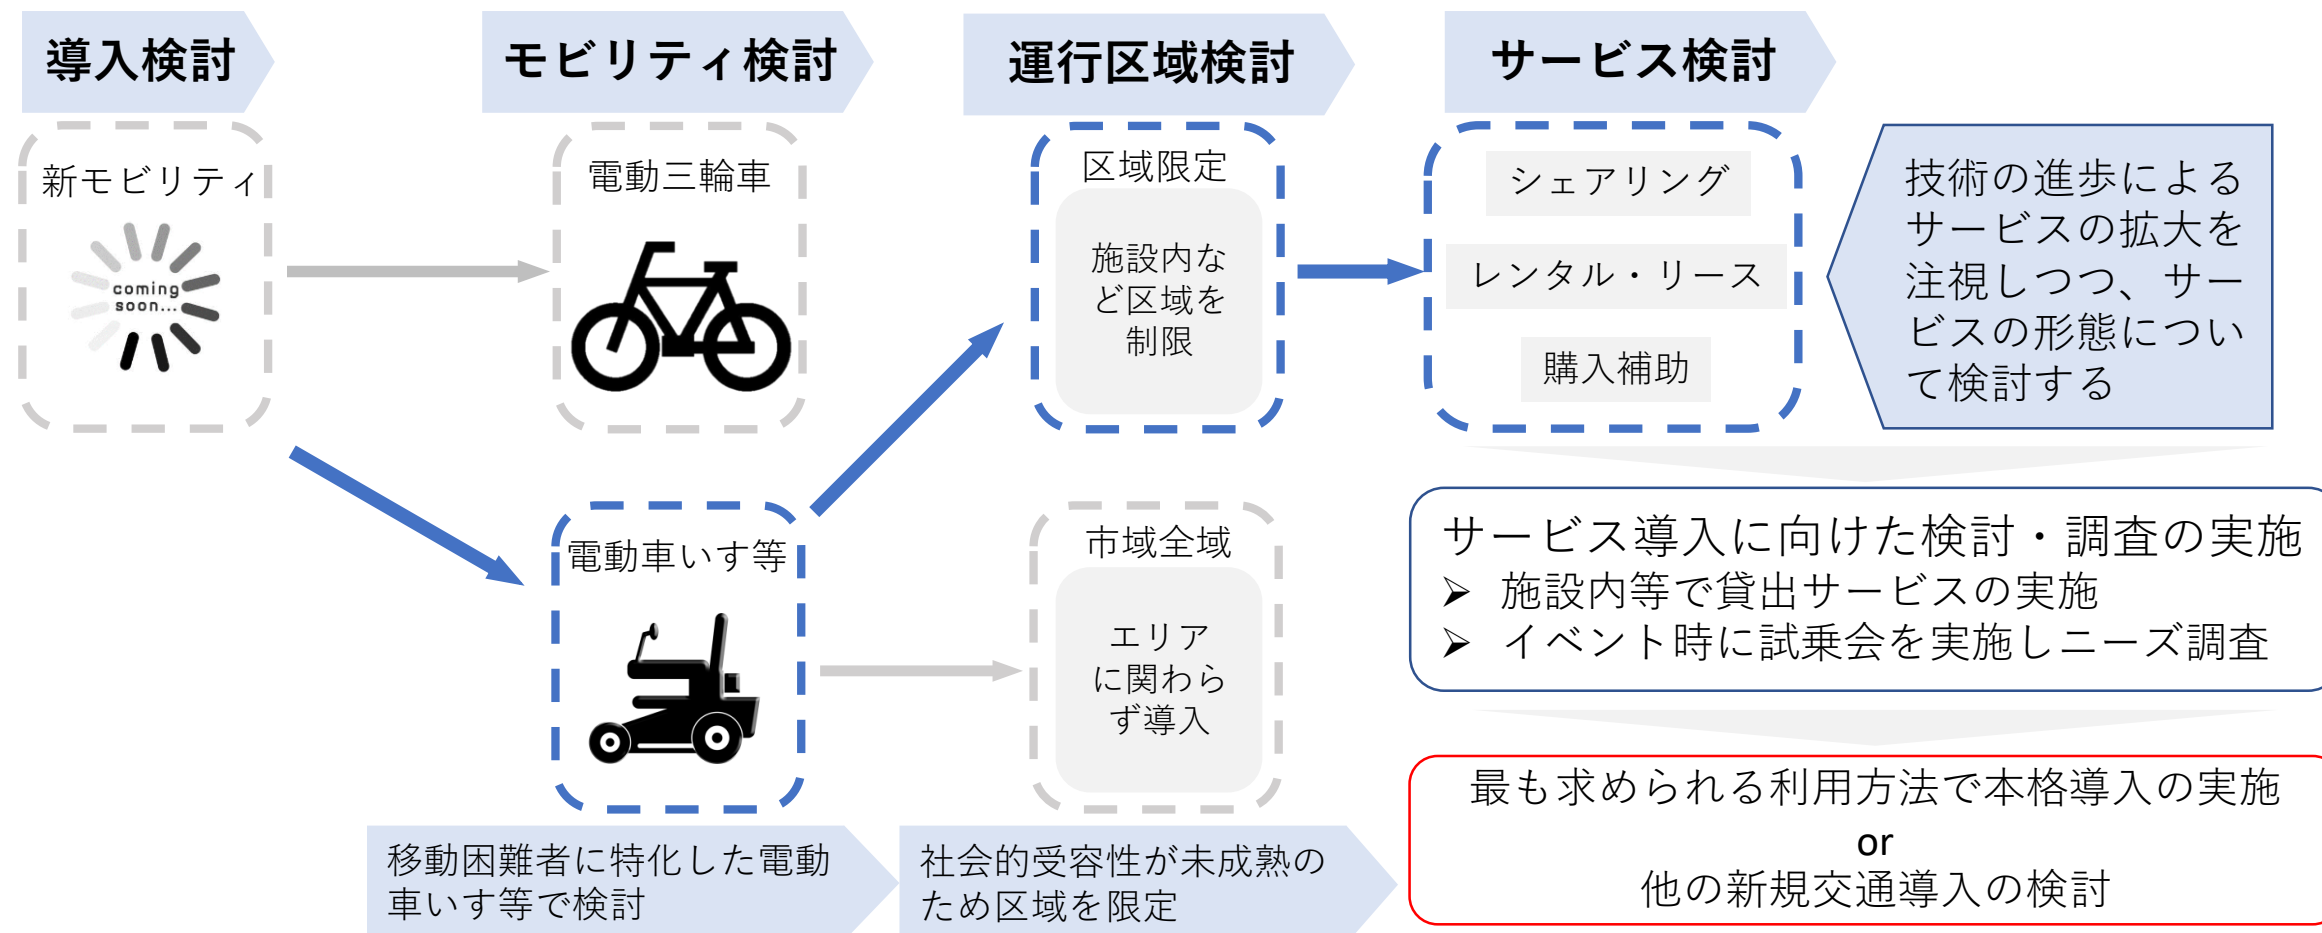 導入検討
モビリティ検討
運行区域検討
サービス検討
新モビリティ
coming
soon...
電動三輪車
電動車いす等
区域限定
施設内な
ど区域を
制限
市域全域
エリア
に関わら
ず導入
シェアリング
レンタル・リース
購入補助
技術の進歩による
サービスの拡大を
注視しつつ、サー
ビスの形態につい
て検討する
移動困難者に特化した電動
車いす等で検討
社会的受容性が未成熟の
ため区域を限定
サービス導入に向けた検討・調査の実施
➢ 施設内等で貸出サービスの実施
➢ イベント時に試乗会を実施しニーズ調査
最も求められる利用方法で本格導入の実施
or
他の新規交通導入の検討